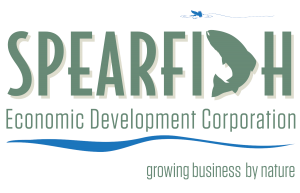 SPEARFISH
Economic Development Corporation
growing business by nature